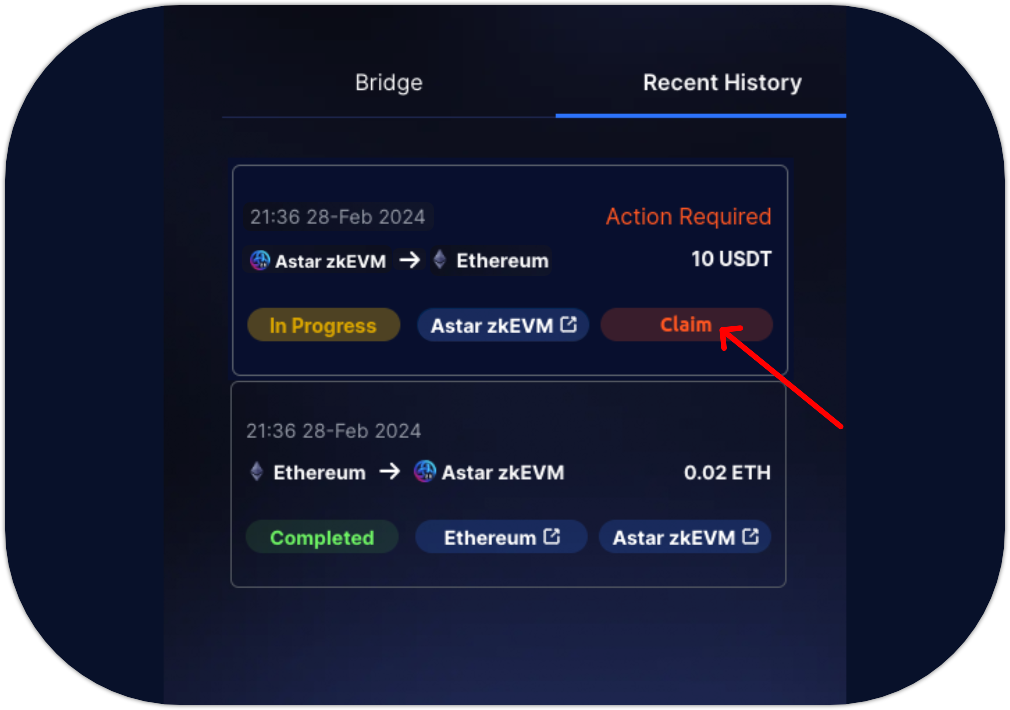 Bridge Recent History
21:36 28-Feb 2024 Action Required
Astar zkEVM → Ethereum 10 USDT
In Progress Astar zkEVM Claim
21:36 28-Feb 2024
Ethereum → Astar zkEVM 0.02 ETH
Completed Ethereum Astar zkEVM